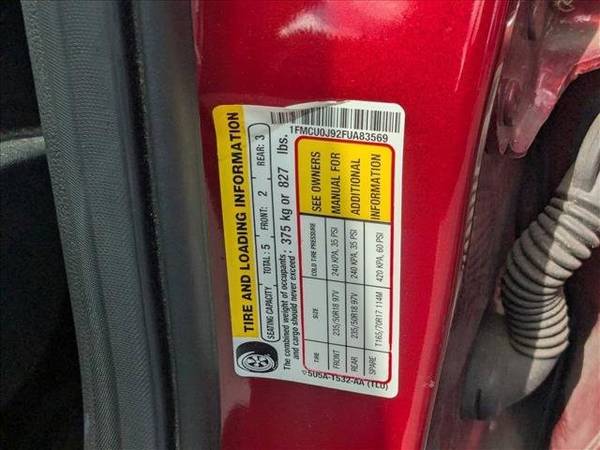 TIRE AND LOADING INFORMATION
SEATING CAPACITY TOTAL: 5 FRONT: 2 REAR: 3
The combined weight of occupants
and cargo should never exceed: 375 kg or 827 lbs.
TIRE SIZE COLD TIRE PRESSURE SEE OWNERS
FRONT 235/50R18 97V 240 KPA, 35 PSI MANUAL FOR
REAR 235/50R18 97V 240 KPA, 35 PSI ADDITIONAL
SPARE T165/70R17 114M 420 KPA, 60 PSI INFORMATION
5U5A-1532-AA (TLD)
1FMCU0J92FUA83569